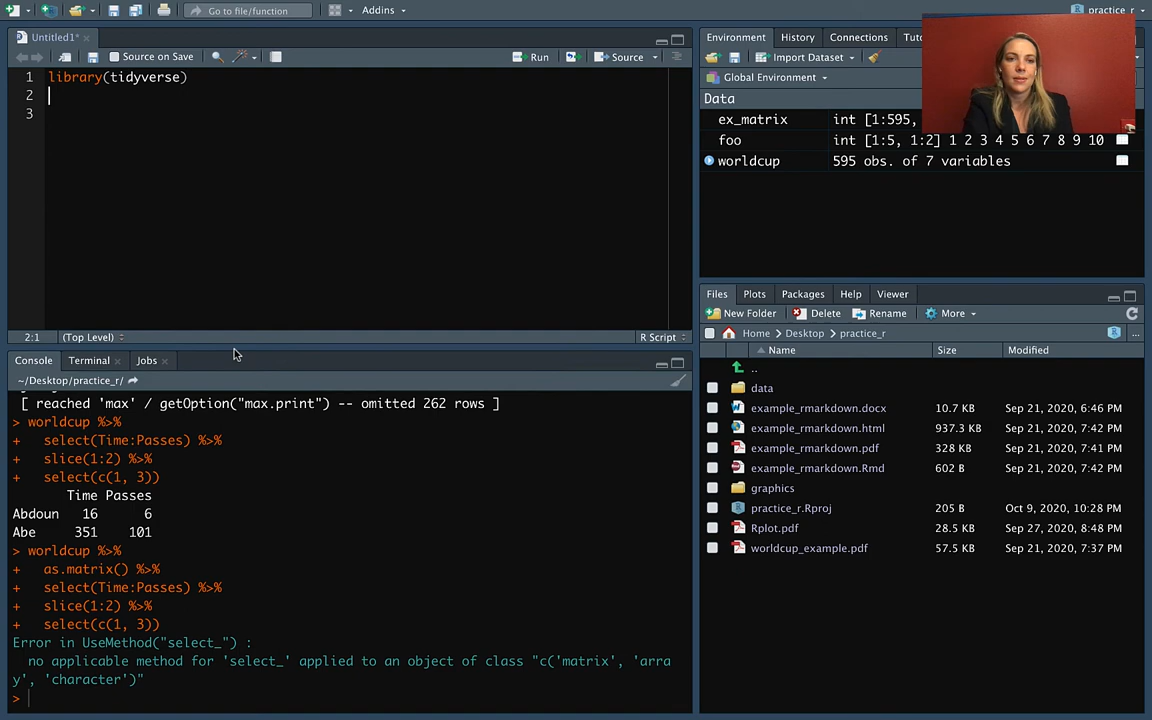 Go to file/function
Addins
practice_r
Untitled1*
Source on Save
Run
Source
1 library(tidyverse)
2
3
2:1 (Top Level) R Script
Console Terminal Jobs
~/Desktop/practice_r/
[ reached 'max' / getOption("max.print") -- omitted 262 rows ]
> worldcup %>%
+ select(Time:Passes) %>%
+ slice(1:2) %>%
+ select(c(1, 3))
Time Passes
Abdoun 16 6
Abe 351 101
> worldcup %>%
+ as.matrix() %>%
+ select(Time:Passes) %>%
+ slice(1:2) %>%
+ select(c(1, 3))
Error in UseMethod("select_") :
no applicable method for 'select_' applied to an object of class "c('matrix', 'arra
y', 'character')"
>
Environment History Connections Tut
Import Dataset
Global Environment
Data
ex_matrix int [1:595,
foo int [1:5, 1:2] 1 2 3 4 5 6 7 8 9 10
worldcup 595 obs. of 7 variables
Files Plots Packages Help Viewer
New Folder Delete Rename More
Home Desktop practice_r
Name Size Modified
..
data
example_rmarkdown.docx 10.7 KB Sep 21, 2020, 6:46 PM
example_rmarkdown.html 937.3 KB Sep 21, 2020, 7:42 PM
example_rmarkdown.pdf 328 KB Sep 21, 2020, 7:41 PM
example_rmarkdown.Rmd 602 B Sep 21, 2020, 7:42 PM
graphics
practice_r.Rproj 205 B Oct 9, 2020, 10:28 PM
Rplot.pdf 28.5 KB Sep 27, 2020, 8:48 PM
worldcup_example.pdf 57.5 KB Sep 21, 2020, 7:37 PM